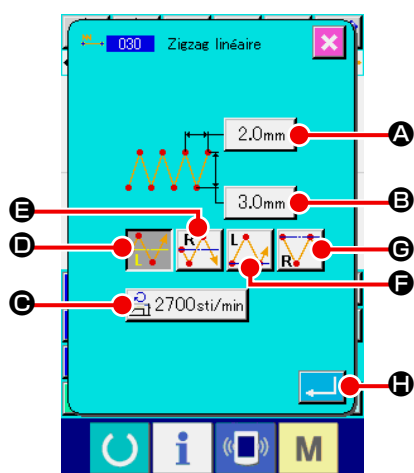 030 Zigzag linéaire
2.0mm A
3.0mm B
E
D L R L R G
F
C 2700sti/min
H
i M